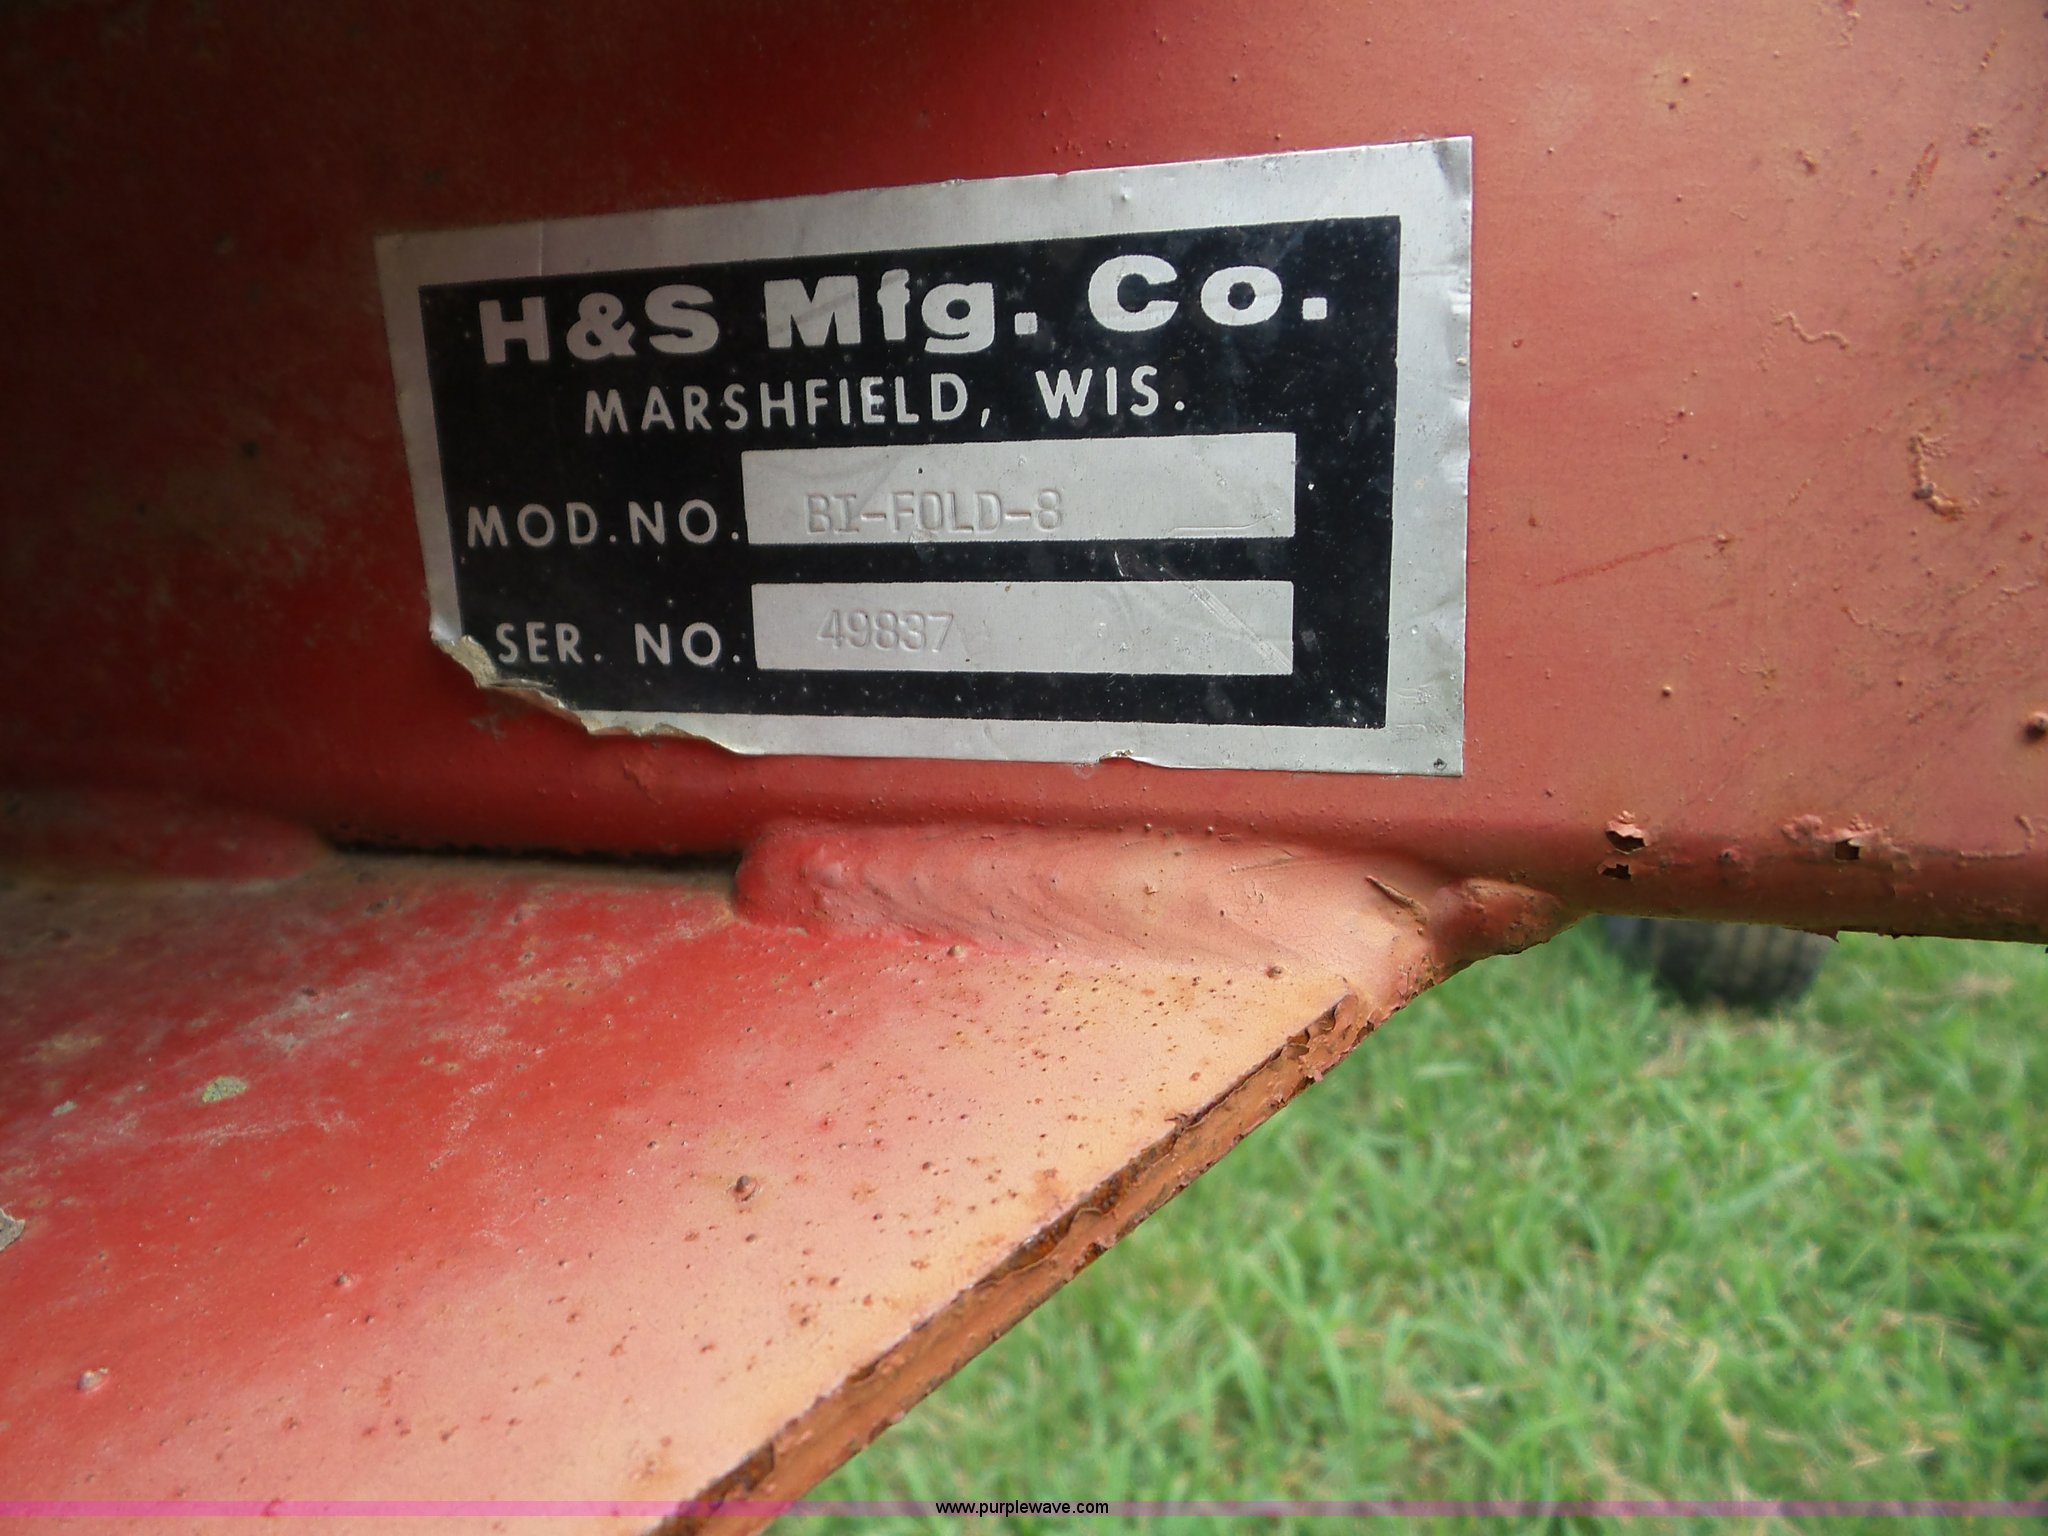 H&S Mfg. Co.
MARSHFIELD, WIS.
MOD. NO. BI-FOLD-8
SER. NO. 49837
www.purplewave.com